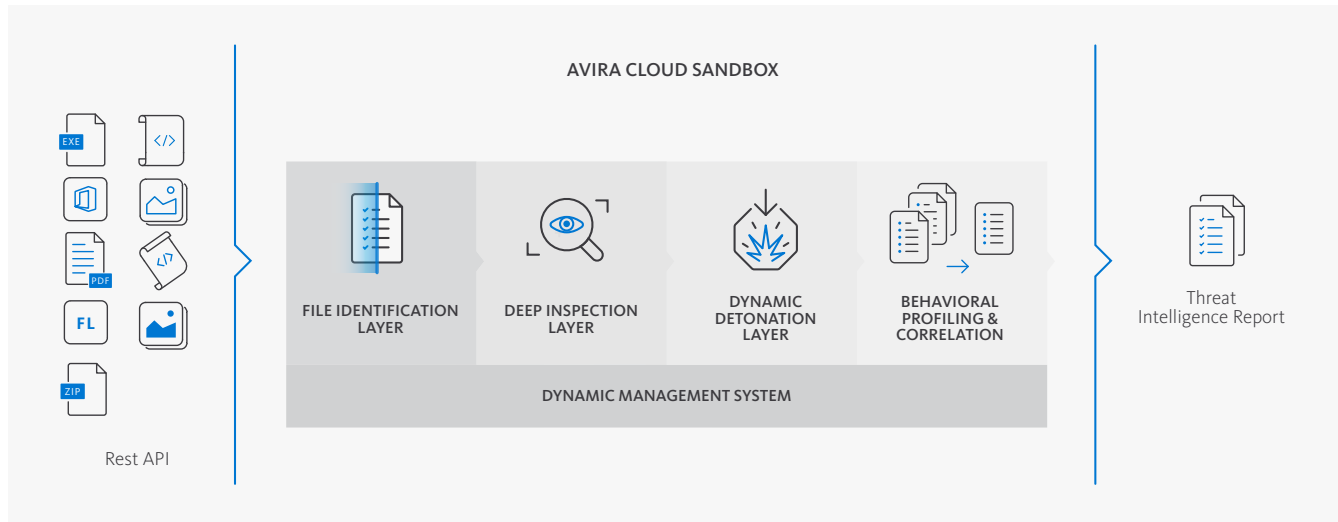 AVIRA CLOUD SANDBOX
EXE
</>
PDF
</>
FL
ZIP
Rest API
FILE IDENTIFICATION
LAYER
DEEP INSPECTION
LAYER
DYNAMIC
DETONATION
LAYER
BEHAVIORAL
PROFILING &
CORRELATION
DYNAMIC MANAGEMENT SYSTEM
Threat
Intelligence Report